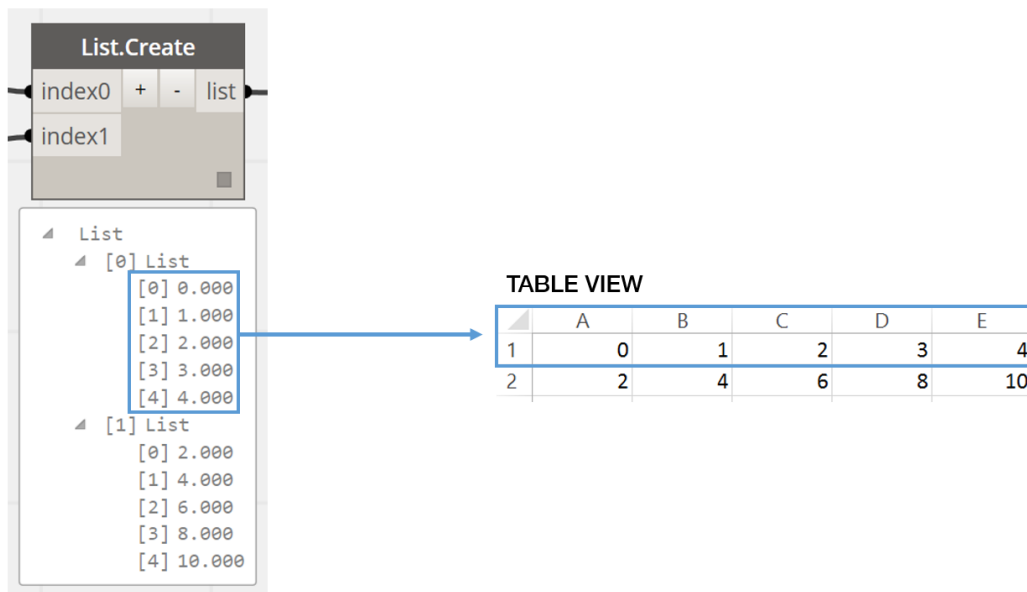 List.Create
index0 + - list
index1
List
[0] List
[0] 0.000
[1] 1.000
[2] 2.000
[3] 3.000
[4] 4.000
[1] List
[0] 2.000
[1] 4.000
[2] 6.000
[3] 8.000
[4] 10.000
TABLE VIEW
A B C D E
1 0 1 2 3 4
2 2 4 6 8 10